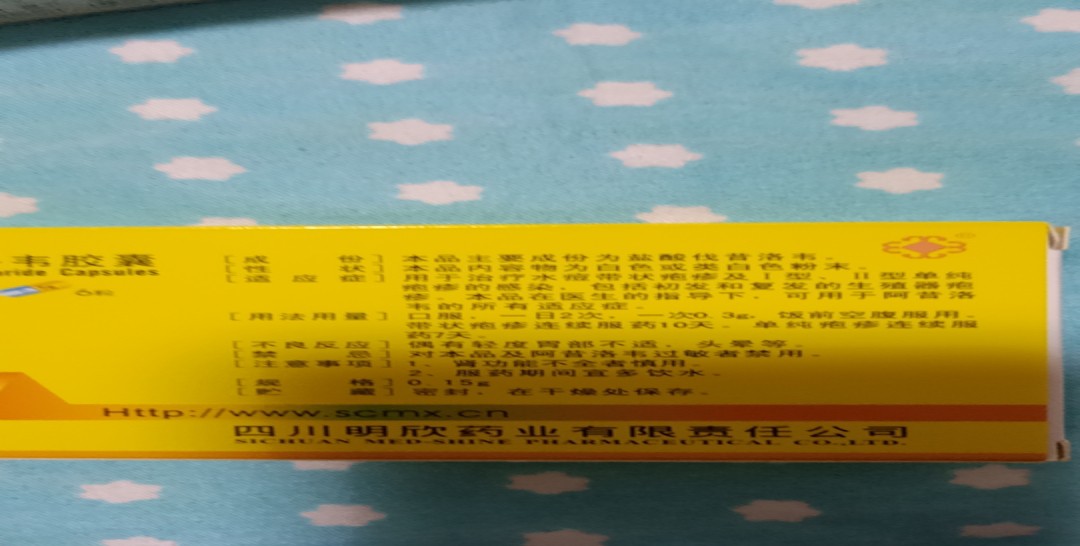 韦胶囊
oride Capsules
6粒
[成份] 本品主要成份为盐酸伐昔洛韦。
[性状] 本品内容物为白色或类白色粉末。
[适应症] 用于治疗水痘带状疱疹及I型、II型单纯
疱疹的感染,包括初发和复发的生殖器疱
疹。本品在医生的指导下,可用于阿昔洛
韦的所有适应症。
[用法用量] 口服,一日2次,一次0.3g,饭前空腹服用。
带状疱疹连续服药10天。单纯疱疹连续服
药7天。
[不良反应] 偶有轻度胃部不适、头晕等。
[禁忌] 对本品及阿昔洛韦过敏者禁用。
[注意事项] 1、肾功能不全者慎用。
2、服药期间宜多饮水。
[规格] 0.15g
[贮藏] 密封,在干燥处保存。
Http://www.scmx.cn
四川明欣药业有限责任公司
SICHUAN MED-SHINE PHARMACEUTICAL CO.,LTD.